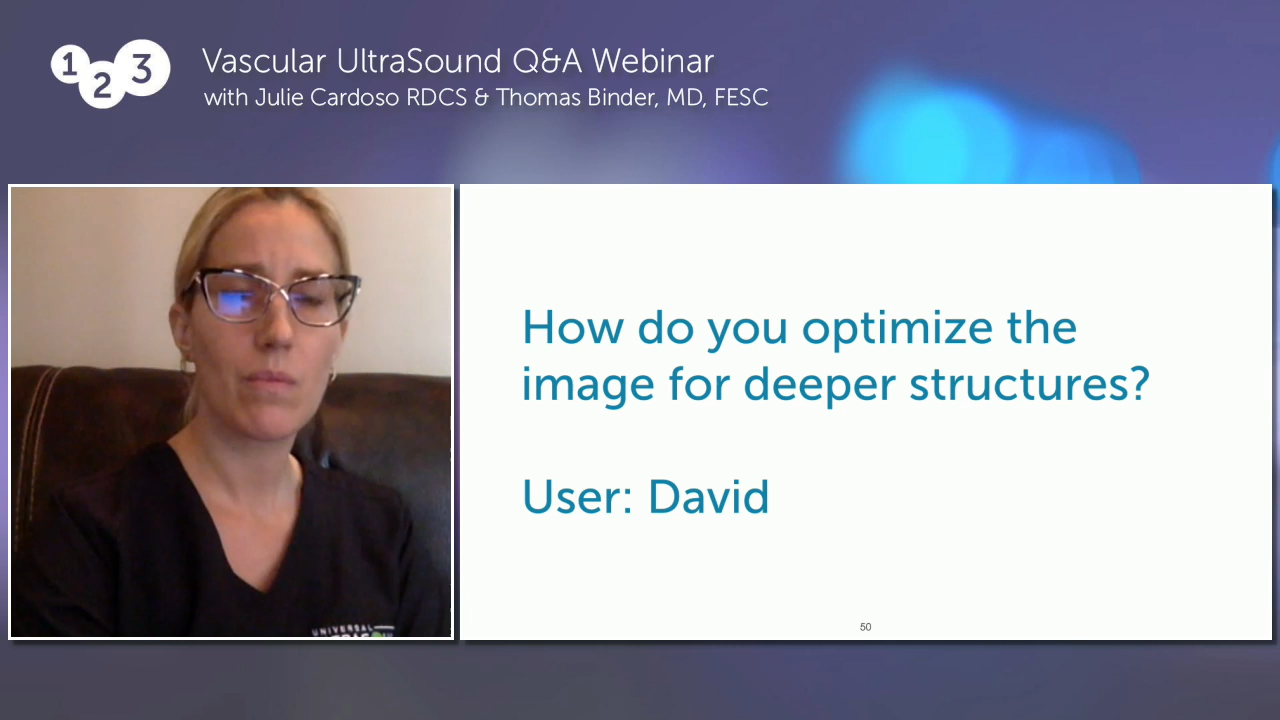 1 2 3
Vascular UltraSound Q&A Webinar
with Julie Cardoso RDCS & Thomas Binder, MD, FESC
How do you optimize the
image for deeper structures?
User: David
UNIVERSAL
50